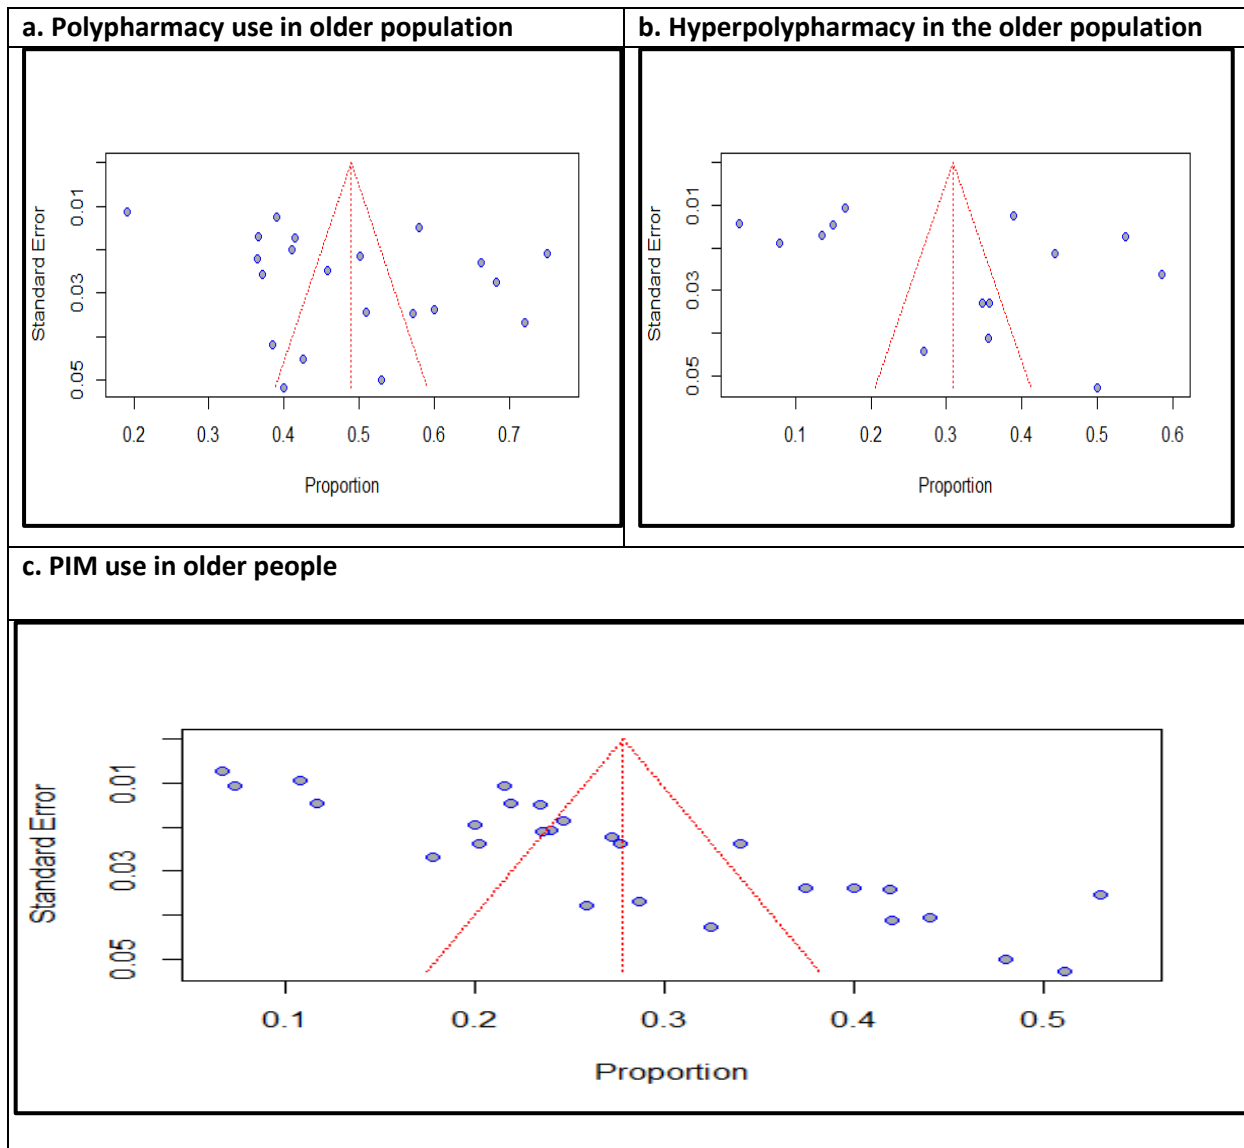 a. Polypharmacy use in older population
b. Hyperpolypharmacy in the older population
Standard Error
0.01
0.03
0.05
0.2 0.3 0.4 0.5 0.6 0.7
Proportion
Standard Error
0.01
0.03
0.05
0.1 0.2 0.3 0.4 0.5 0.6
Proportion
c. PIM use in older people
Standard Error
0.01
0.03
0.05
0.1 0.2 0.3 0.4 0.5
Proportion